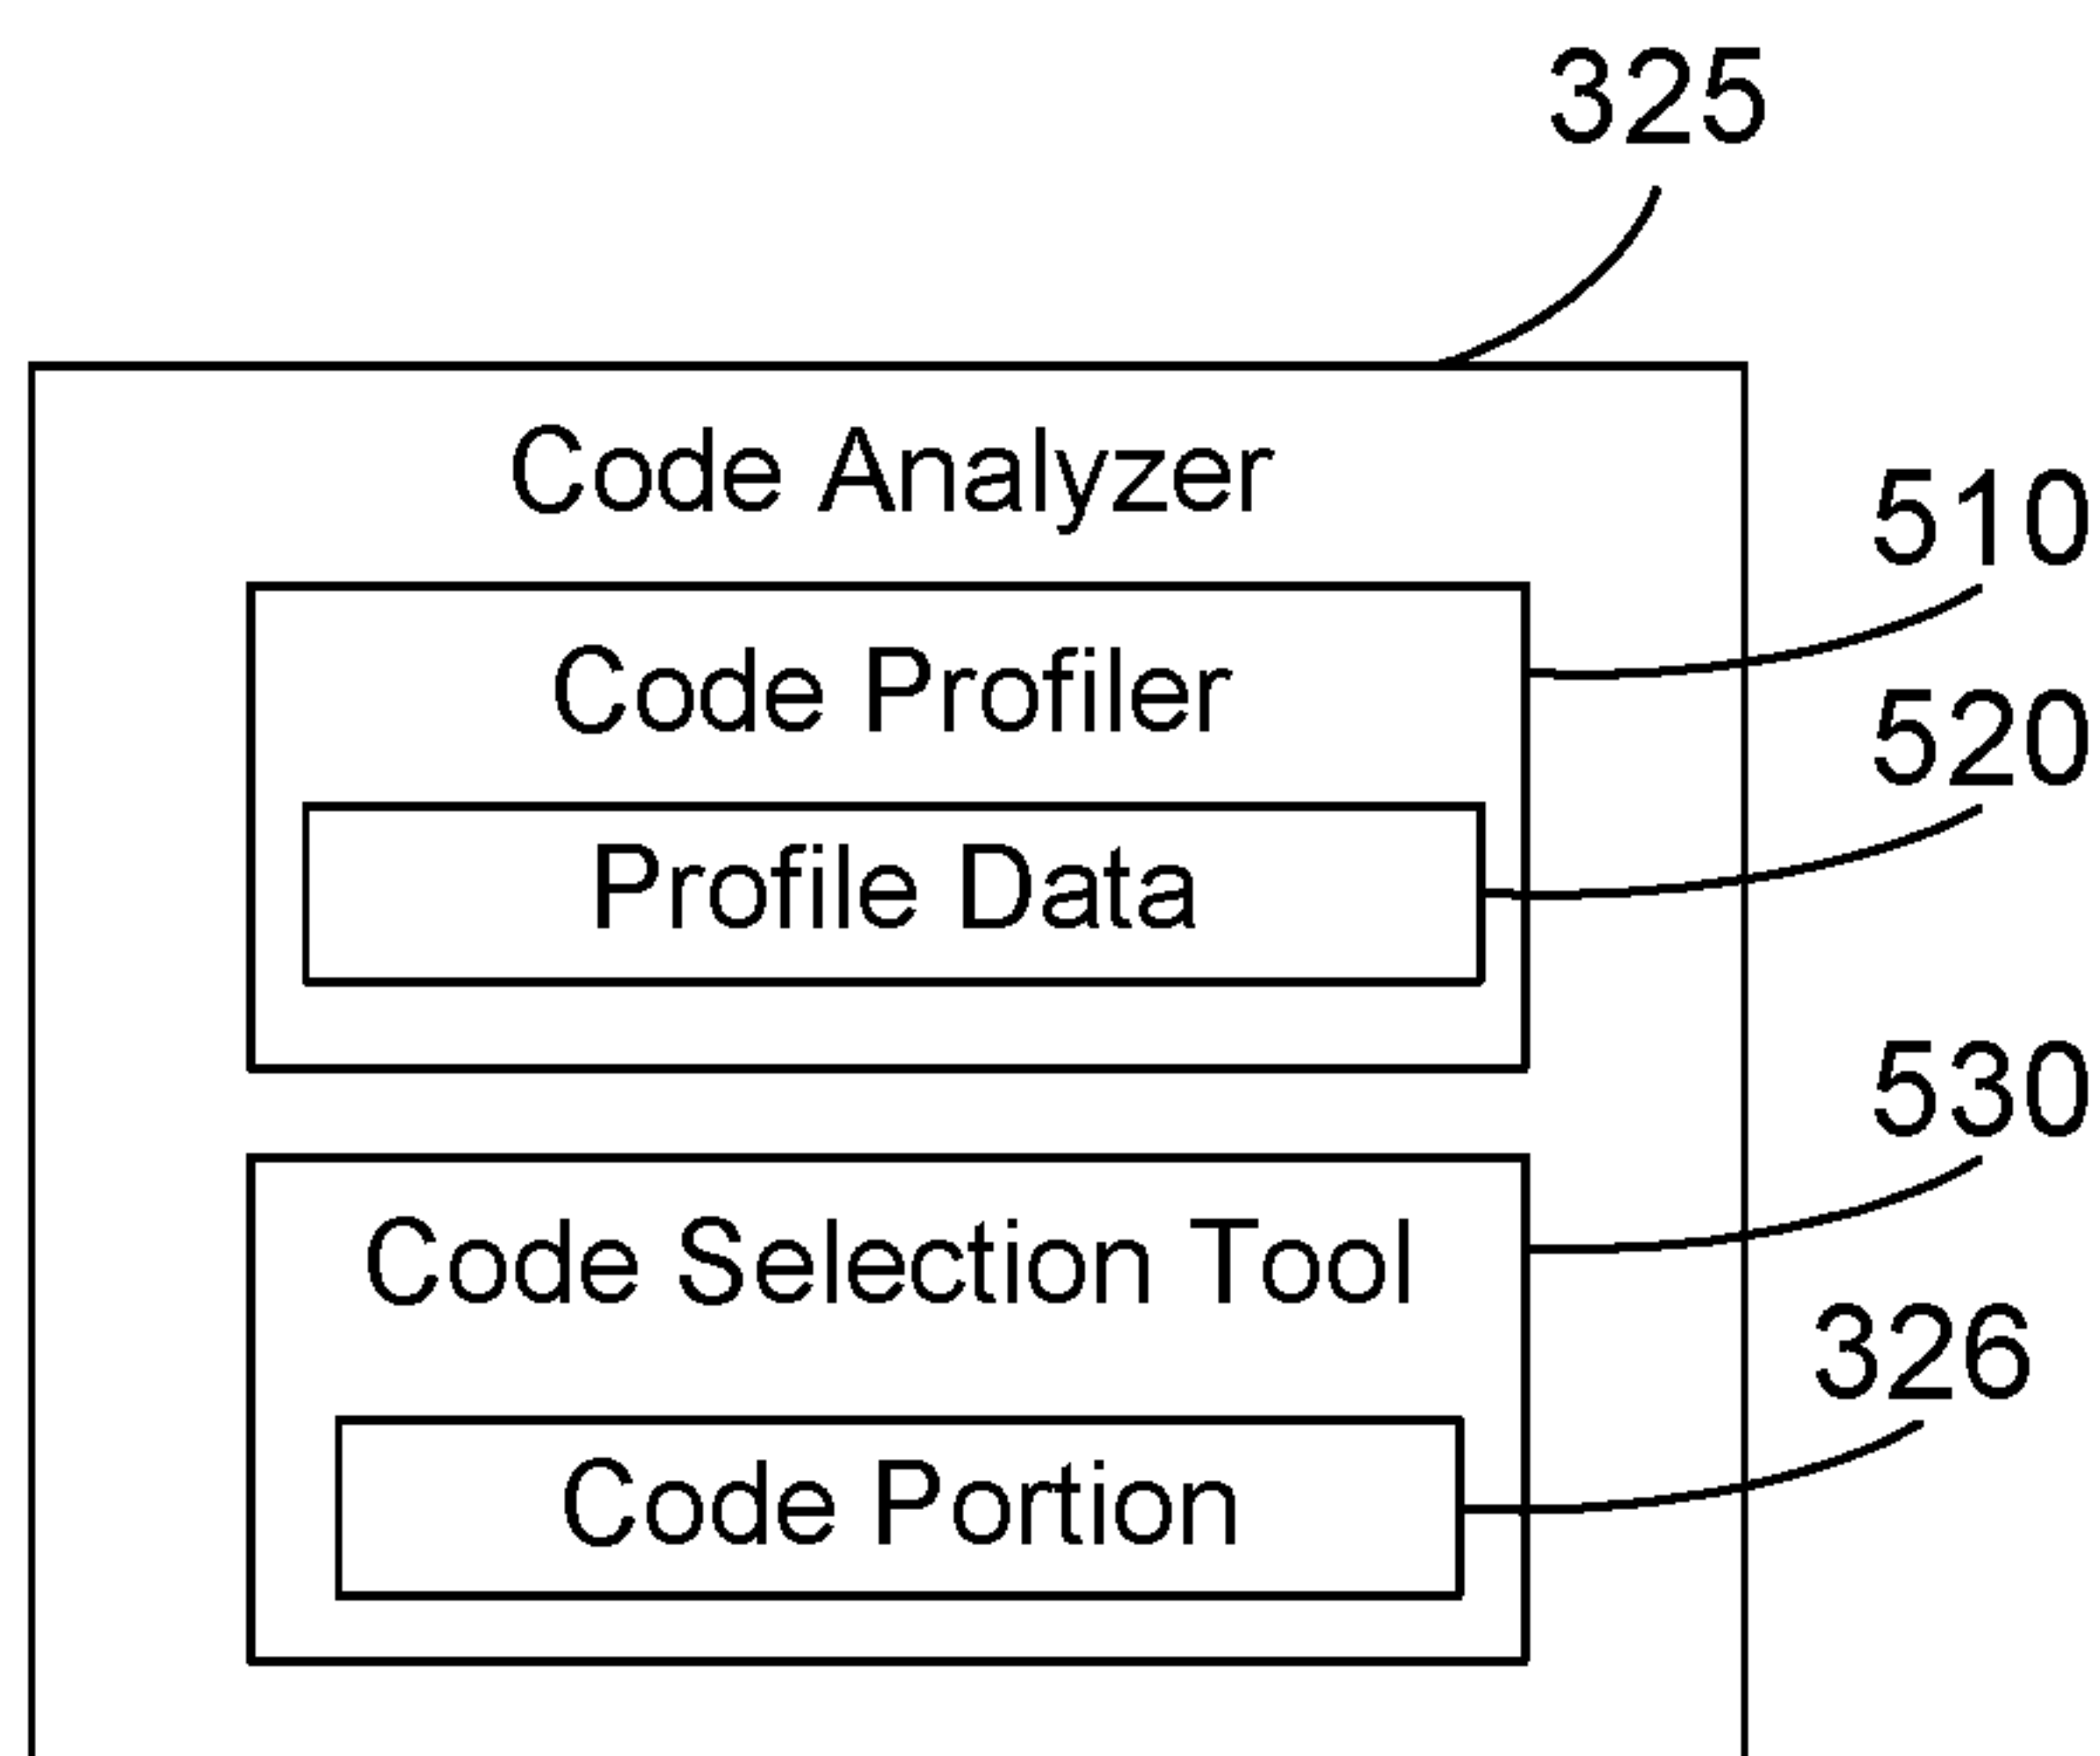 325
Code Analyzer
510
Code Profiler
520
Profile Data
530
Code Selection Tool
326
Code Portion